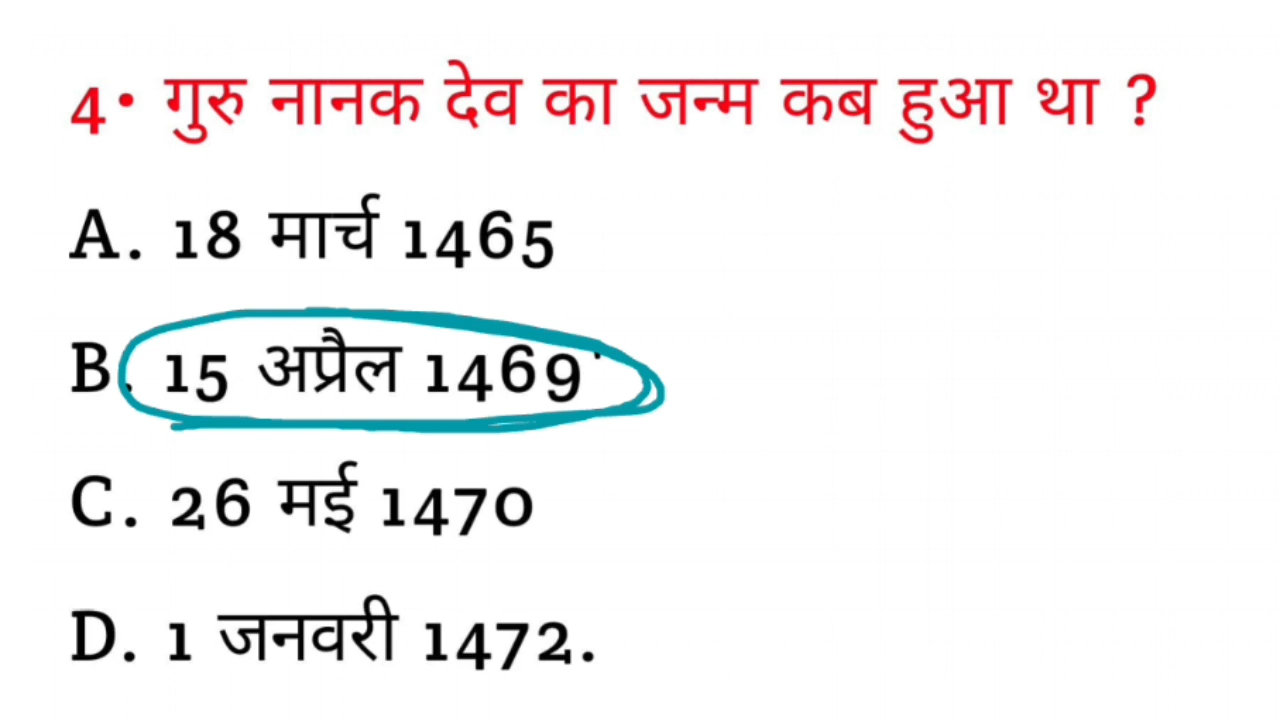 4• गुरु नानक देव का जन्म कब हुआ था ?
A. 18 मार्च 1465
B. 15 अप्रैल 1469
C. 26 मई 1470
D. 1 जनवरी 1472.